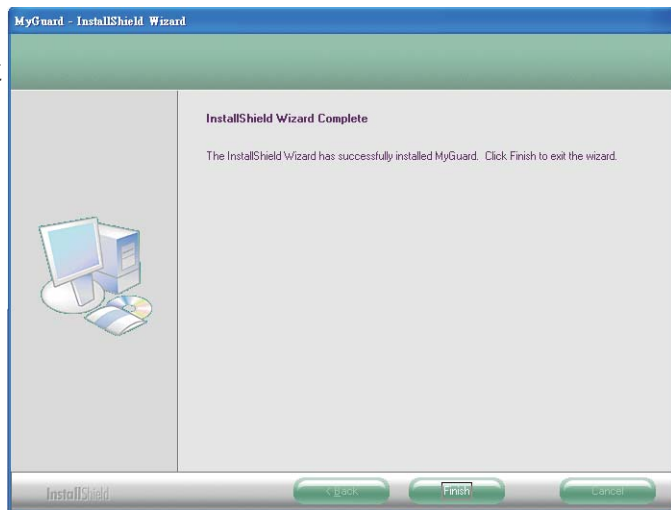 MyGuard - InstallShield Wizard
InstallShield Wizard Complete
The InstallShield Wizard has successfully installed MyGuard. Click Finish to exit the wizard.
InstallShield
< Back
Finish
Cancel